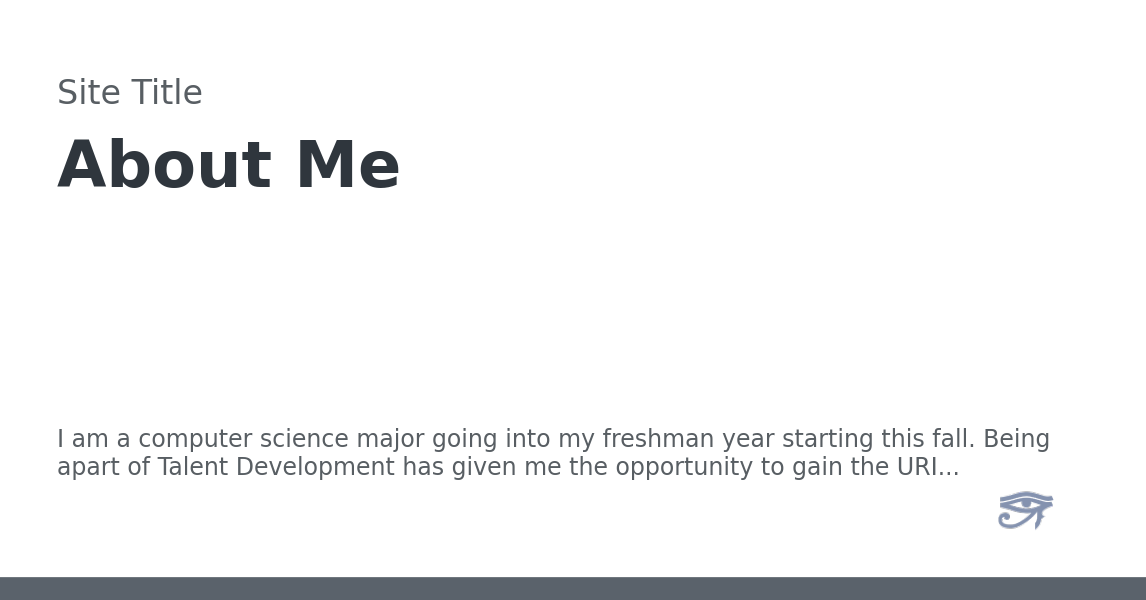 Site Title
About Me
I am a computer science major going into my freshman year starting this fall. Being
apart of Talent Development has given me the opportunity to gain the URI...